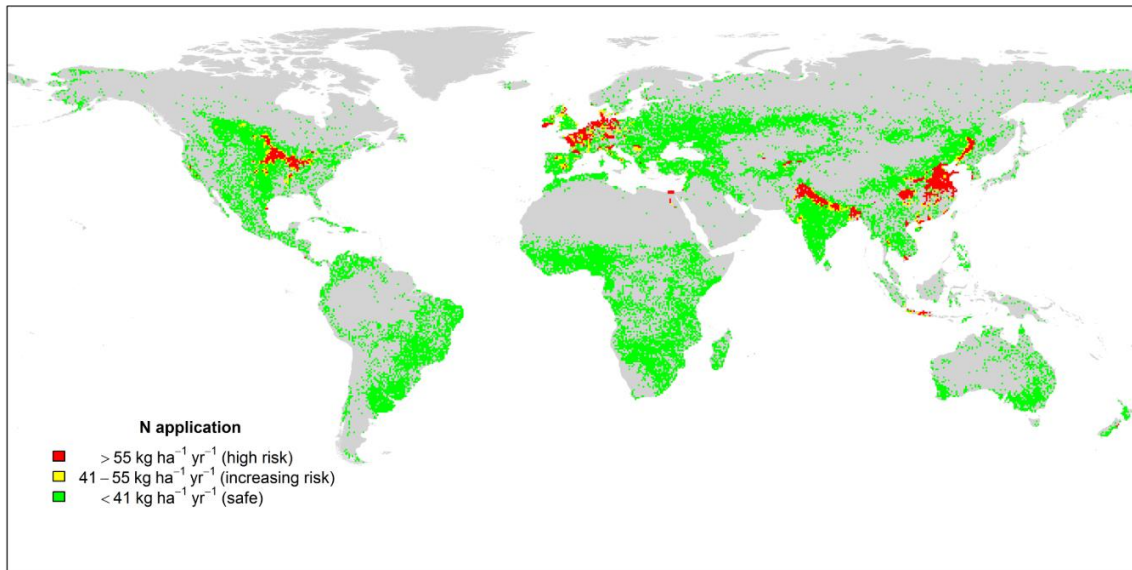 N application
> 55 kg ha⁻¹ yr⁻¹ (high risk)
41 – 55 kg ha⁻¹ yr⁻¹ (increasing risk)
< 41 kg ha⁻¹ yr⁻¹ (safe)